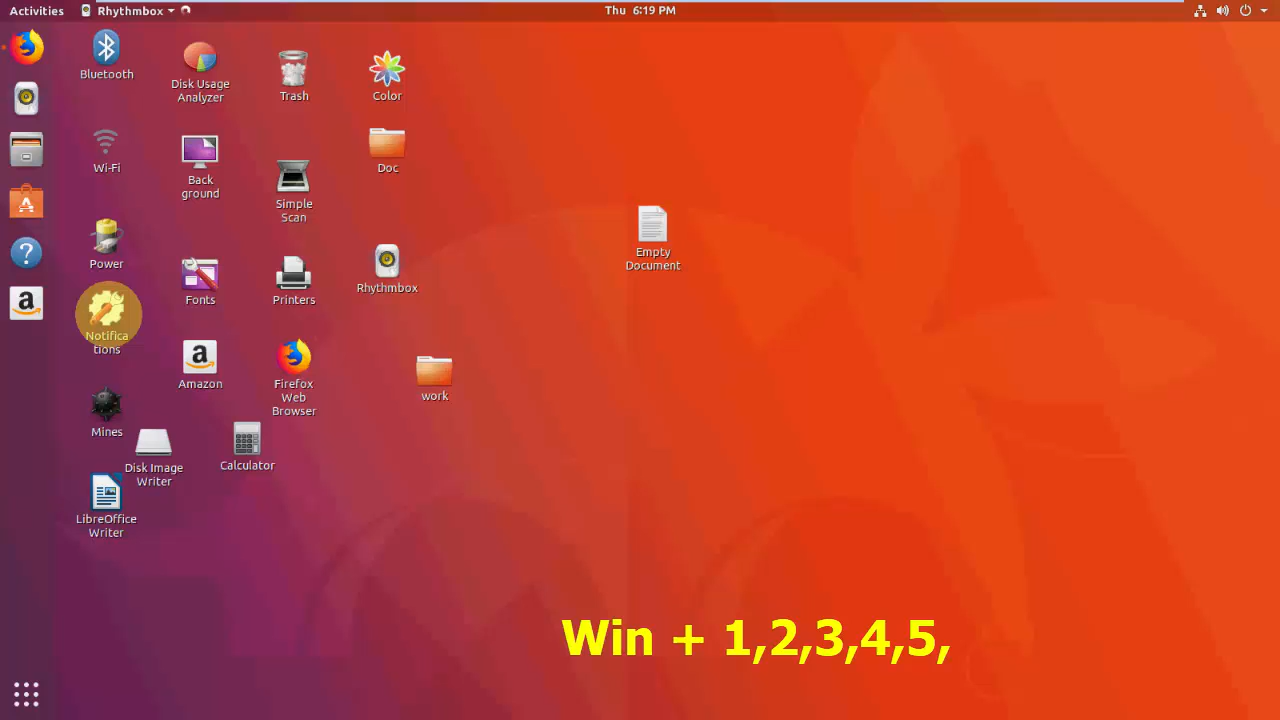 Activities Rhythmbox Thu 6:19 PM
Bluetooth
Disk Usage
Analyzer
Trash
Color
Wi-Fi
Back
ground
Simple
Scan
Doc
Empty
Document
Power
Fonts
Printers
Rhythmbox
Notifica
tions
Amazon
Firefox
Web
Browser
work
Mines
Disk Image
Writer
Calculator
LibreOffice
Writer
Win + 1,2,3,4,5,